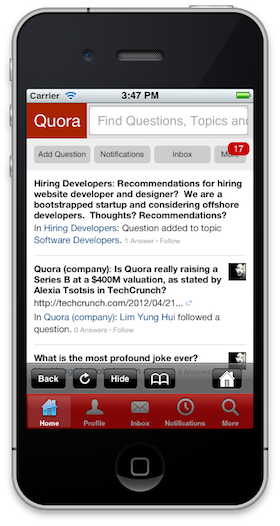 Carrier 3:47 PM
Quora Find Questions, Topics and
Add Question Notifications Inbox More 17
Hiring Developers: Recommendations for hiring
website developer and designer? We are a
bootstrapped startup and considering offshore
developers. Thoughts? Recommendations?
In Hiring Developers: Question added to topic
Software Developers. 1 Answer • Follow
Quora (company): Is Quora really raising a
Series B at a $400M valuation, as stated by
Alexia Tsotsis in TechCrunch?
http://techcrunch.com/2012/04/21...
In Quora (company): Lim Yung Hui followed a
question. 0 Answers • Follow
What is the most profound joke ever?
Back Hide
Home Profile Inbox Notifications More